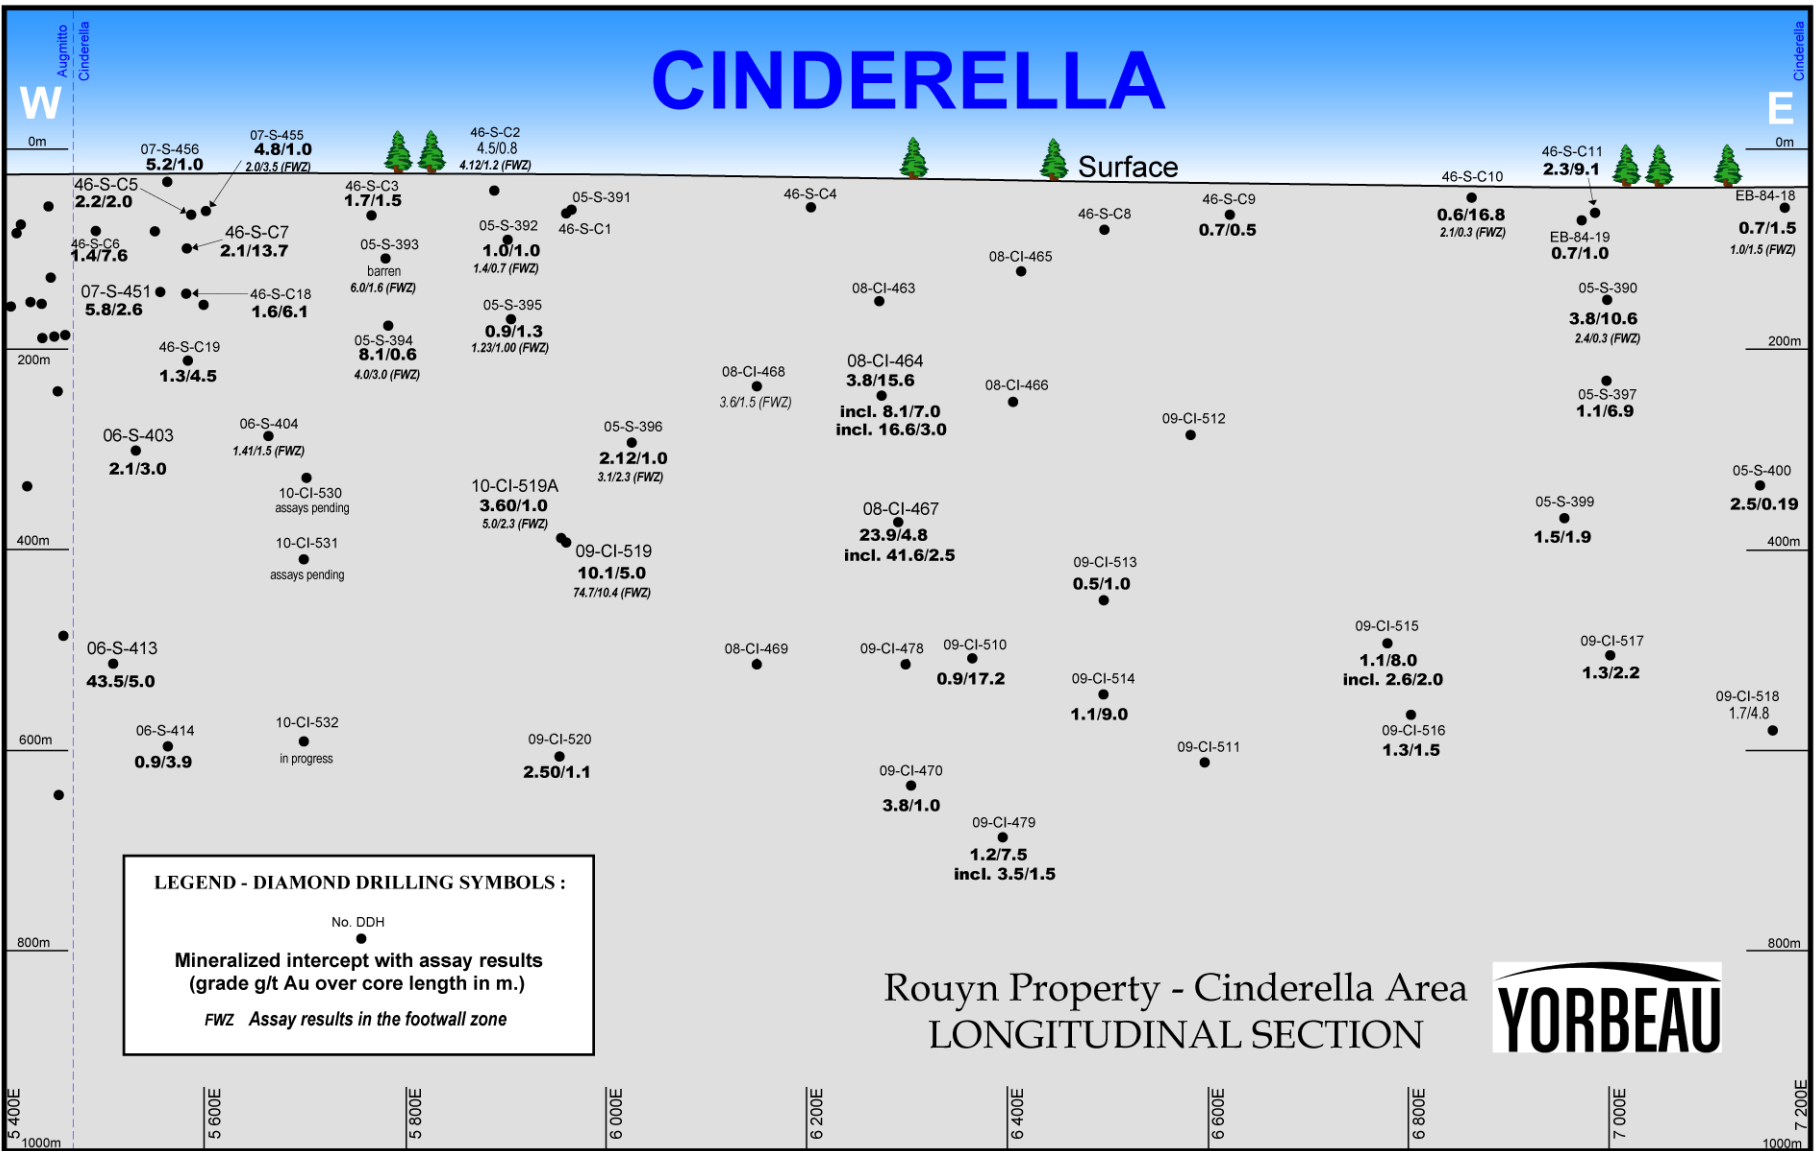 CINDERELLA
Augmitto
Cinderella
Cinderella
W
E
0m
0m
Surface
07-S-456
5.2/1.0
07-S-455
4.8/1.0
2.0/3.5 (FWZ)
46-S-C2
4.5/0.8
4.12/1.2 (FWZ)
46-S-C5
2.2/2.0
46-S-C3
1.7/1.5
05-S-391
46-S-C1
46-S-C4
46-S-C8
46-S-C9
0.7/0.5
46-S-C10
0.6/16.8
2.1/0.3 (FWZ)
46-S-C11
2.3/9.1
EB-84-19
0.7/1.0
EB-84-18
0.7/1.5
1.0/1.5 (FWZ)
46-S-C6
1.4/7.6
46-S-C7
2.1/13.7
05-S-393
barren
6.0/1.6 (FWZ)
05-S-392
1.0/1.0
1.4/0.7 (FWZ)
08-CI-465
08-CI-463
05-S-390
3.8/10.6
2.4/0.3 (FWZ)
07-S-451
5.8/2.6
46-S-C18
1.6/6.1
05-S-395
0.9/1.3
1.23/1.00 (FWZ)
05-S-394
8.1/0.6
4.0/3.0 (FWZ)
200m
200m
46-S-C19
1.3/4.5
08-CI-468
3.6/1.5 (FWZ)
08-CI-464
3.8/15.6
incl. 8.1/7.0
incl. 16.6/3.0
08-CI-466
05-S-397
1.1/6.9
06-S-403
2.1/3.0
06-S-404
1.41/1.5 (FWZ)
05-S-396
2.12/1.0
3.1/2.3 (FWZ)
09-CI-512
10-CI-530
assays pending
10-CI-519A
3.60/1.0
5.0/2.3 (FWZ)
08-CI-467
23.9/4.8
incl. 41.6/2.5
05-S-399
1.5/1.9
05-S-400
2.5/0.19
400m
400m
10-CI-531
assays pending
09-CI-519
10.1/5.0
74.7/10.4 (FWZ)
09-CI-513
0.5/1.0
06-S-413
43.5/5.0
08-CI-469
09-CI-478
09-CI-510
0.9/17.2
09-CI-514
1.1/9.0
09-CI-515
1.1/8.0
incl. 2.6/2.0
09-CI-517
1.3/2.2
09-CI-518
1.7/4.8
600m
06-S-414
0.9/3.9
10-CI-532
in progress
09-CI-520
2.50/1.1
09-CI-511
09-CI-516
1.3/1.5
09-CI-470
3.8/1.0
09-CI-479
1.2/7.5
incl. 3.5/1.5
LEGEND - DIAMOND DRILLING SYMBOLS :
No. DDH
Mineralized intercept with assay results
(grade g/t Au over core length in m.)
FWZ Assay results in the footwall zone
800m
800m
Rouyn Property - Cinderella Area
LONGITUDINAL SECTION
YORBEAU
5 400E
5 600E
5 800E
6 000E
6 200E
6 400E
6 600E
6 800E
7 000E
7 200E
1000m
1000m